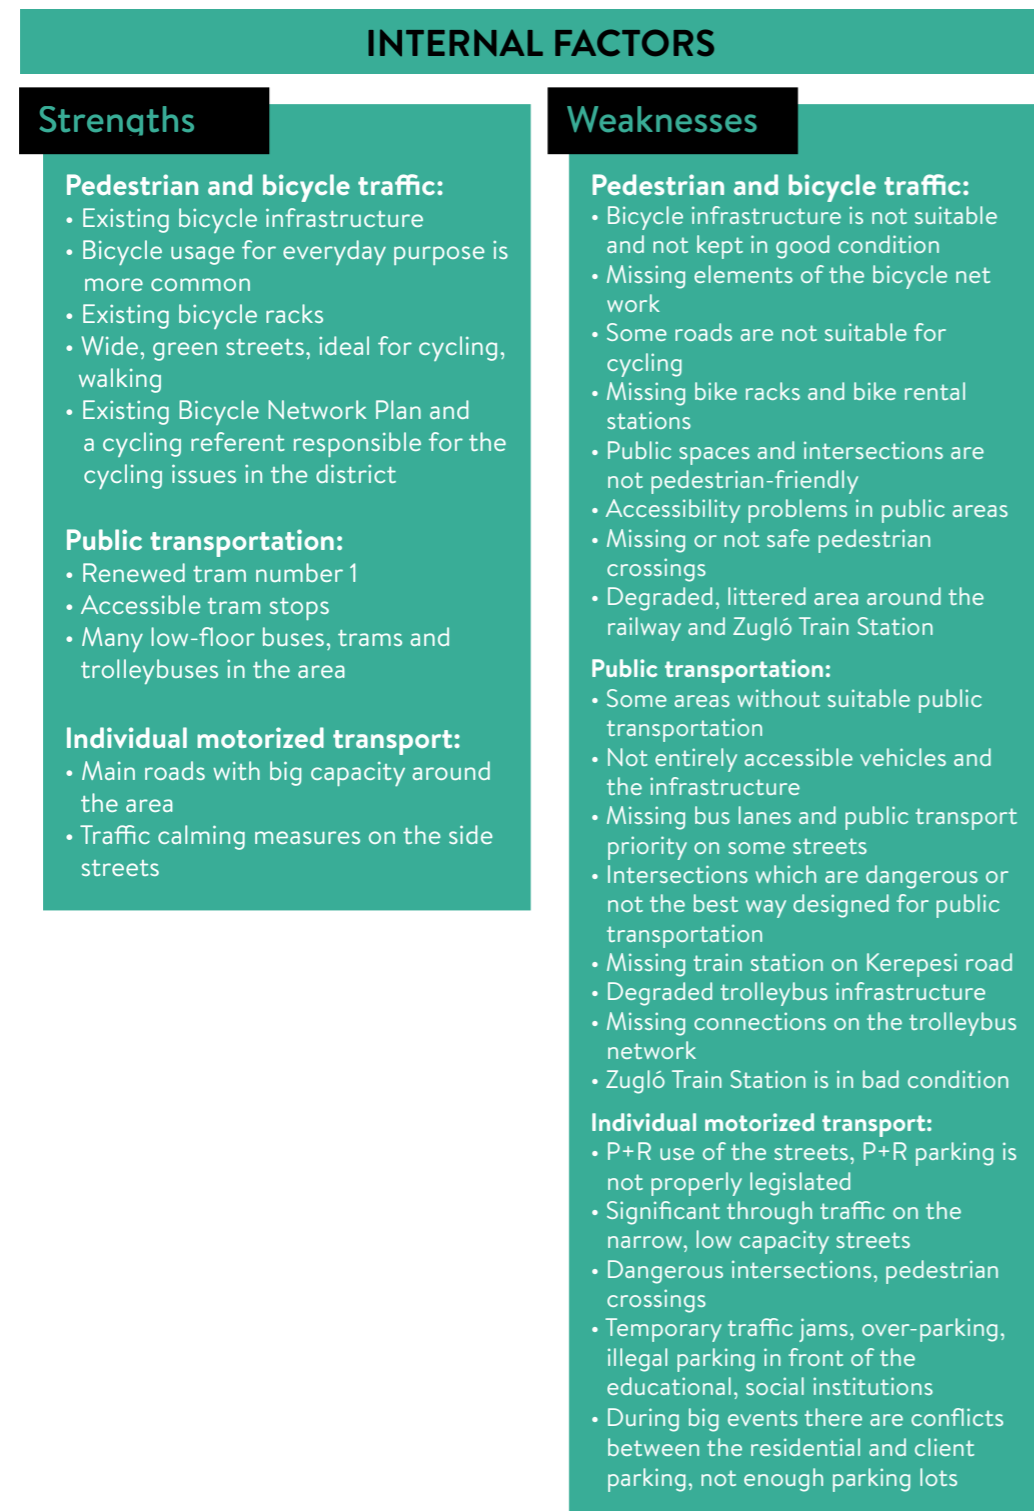 INTERNAL FACTORS
Strengths
Pedestrian and bicycle traffic:
• Existing bicycle infrastructure
• Bicycle usage for everyday purpose is
more common
• Existing bicycle racks
• Wide, green streets, ideal for cycling,
walking
• Existing Bicycle Network Plan and
a cycling referent responsible for the
cycling issues in the district
Public transportation:
• Renewed tram number 1
• Accessible tram stops
• Many low-floor buses, trams and
trolleybuses in the area
Individual motorized transport:
• Main roads with big capacity around
the area
• Traffic calming measures on the side
streets
Weaknesses
Pedestrian and bicycle traffic:
• Bicycle infrastructure is not suitable
and not kept in good condition
• Missing elements of the bicycle net
work
• Some roads are not suitable for
cycling
• Missing bike racks and bike rental
stations
• Public spaces and intersections are
not pedestrian-friendly
• Accessibility problems in public areas
• Missing or not safe pedestrian
crossings
• Degraded, littered area around the
railway and Zugló Train Station
Public transportation:
• Some areas without suitable public
transportation
• Not entirely accessible vehicles and
the infrastructure
• Missing bus lanes and public transport
priority on some streets
• Intersections which are dangerous or
not the best way designed for public
transportation
• Missing train station on Kerepesi road
• Degraded trolleybus infrastructure
• Missing connections on the trolleybus
network
• Zugló Train Station is in bad condition
Individual motorized transport:
• P+R use of the streets, P+R parking is
not properly legislated
• Significant through traffic on the
narrow, low capacity streets
• Dangerous intersections, pedestrian
crossings
• Temporary traffic jams, over-parking,
illegal parking in front of the
educational, social institutions
• During big events there are conflicts
between the residential and client
parking, not enough parking lots